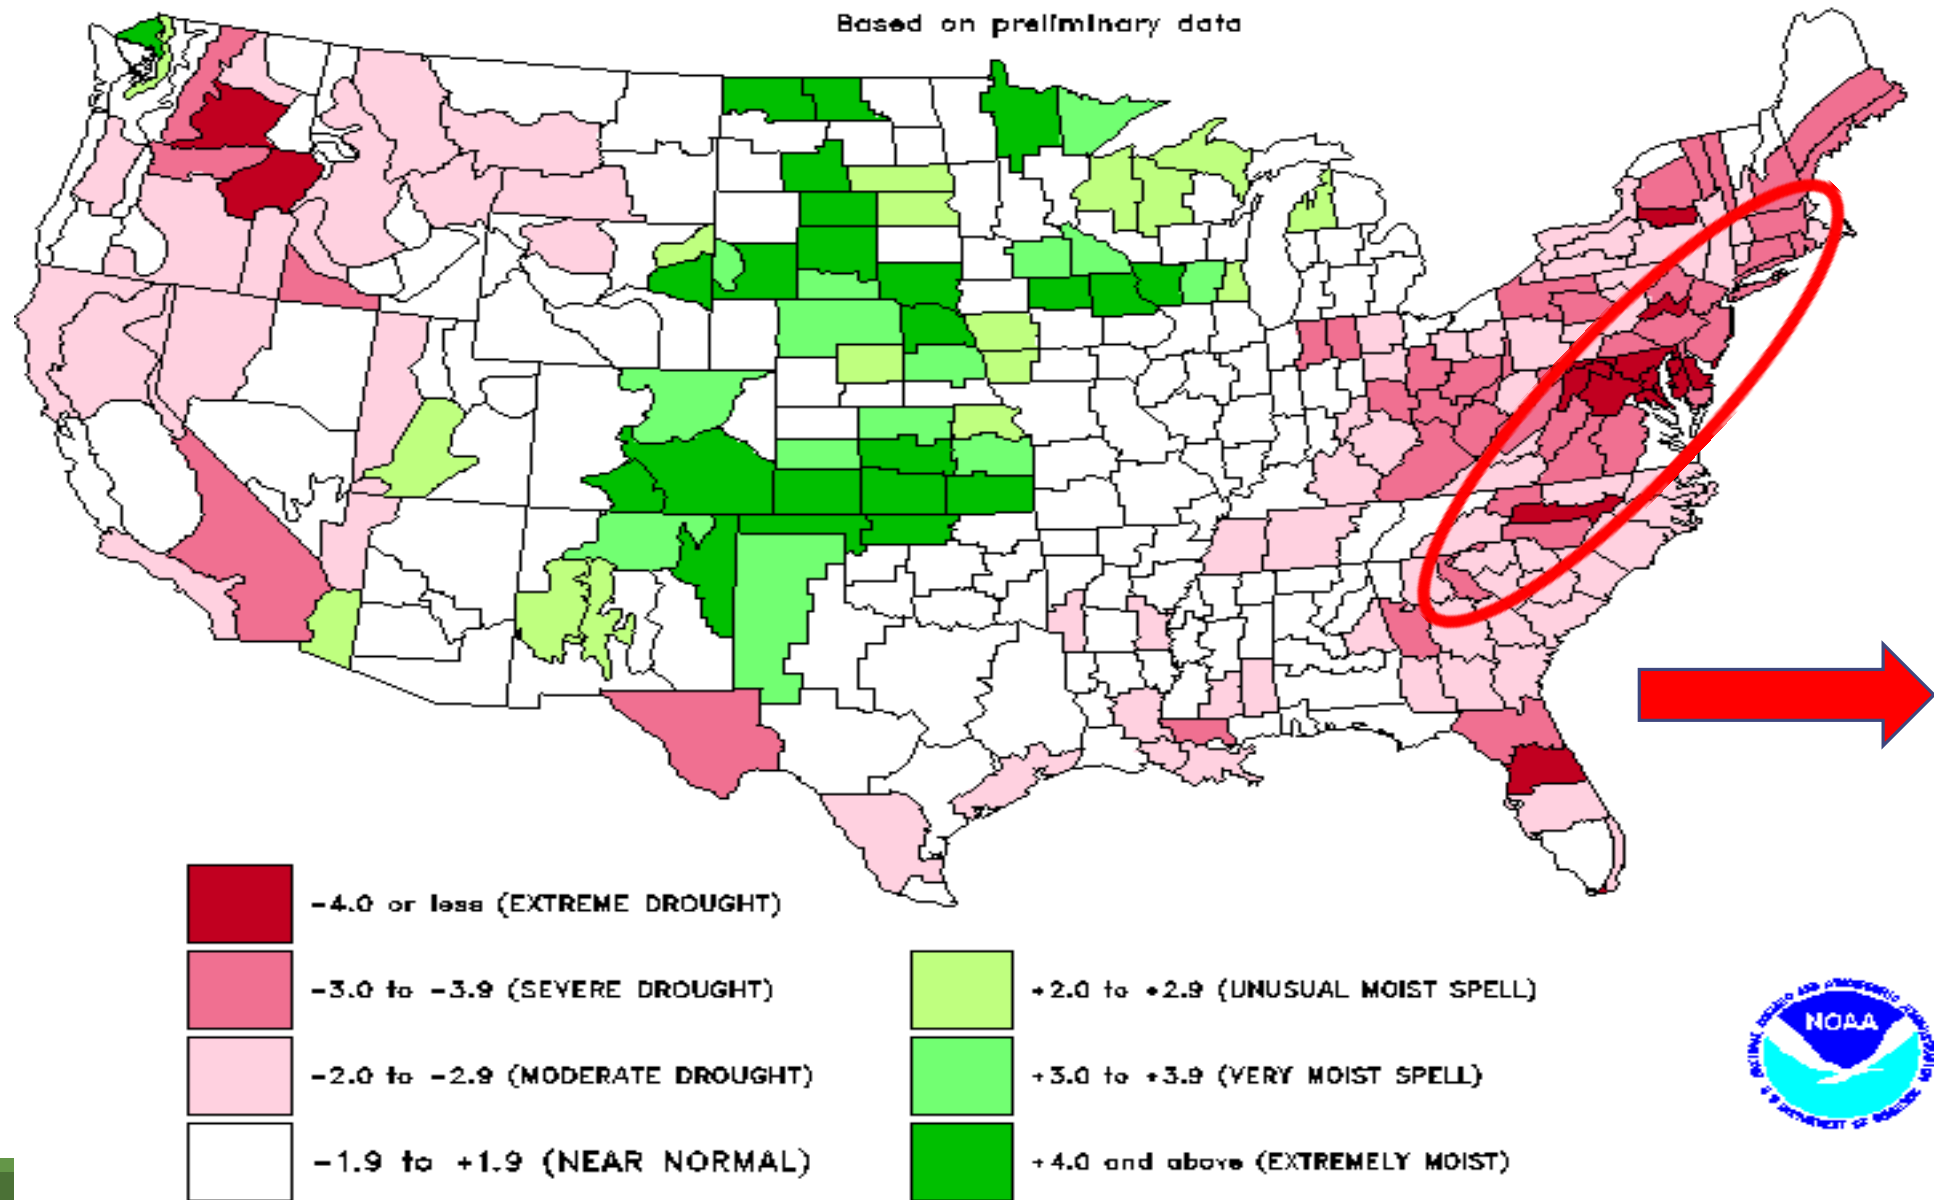 Based on preliminary data
-4.0 or less (EXTREME DROUGHT)
-3.0 to -3.9 (SEVERE DROUGHT)
-2.0 to -2.9 (MODERATE DROUGHT)
-1.9 to +1.9 (NEAR NORMAL)
+2.0 to +2.9 (UNUSUAL MOIST SPELL)
+3.0 to +3.9 (VERY MOIST SPELL)
+4.0 and above (EXTREMELY MOIST)
NOAA